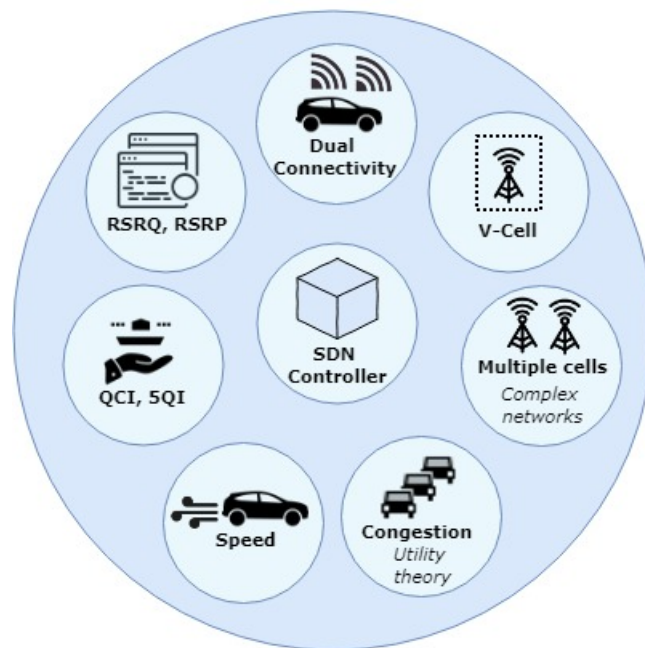 Dual
Connectivity
RSRQ, RSRP
V-Cell
SDN
Controller
QCI, 5QI
Multiple cells
Complex
networks
Speed
Congestion
Utility
theory